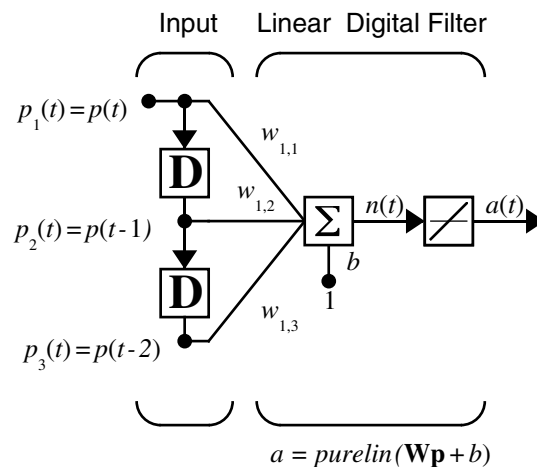 Input Linear Digital Filter
p₁(t) = p(t)
w₁,₁
D
w₁,₂
n(t) a(t)
Σ
p₂(t) = p(t-1)
b
D
1
w₁,₃
p₃(t) = p(t-2)
a = purelin(Wp + b)